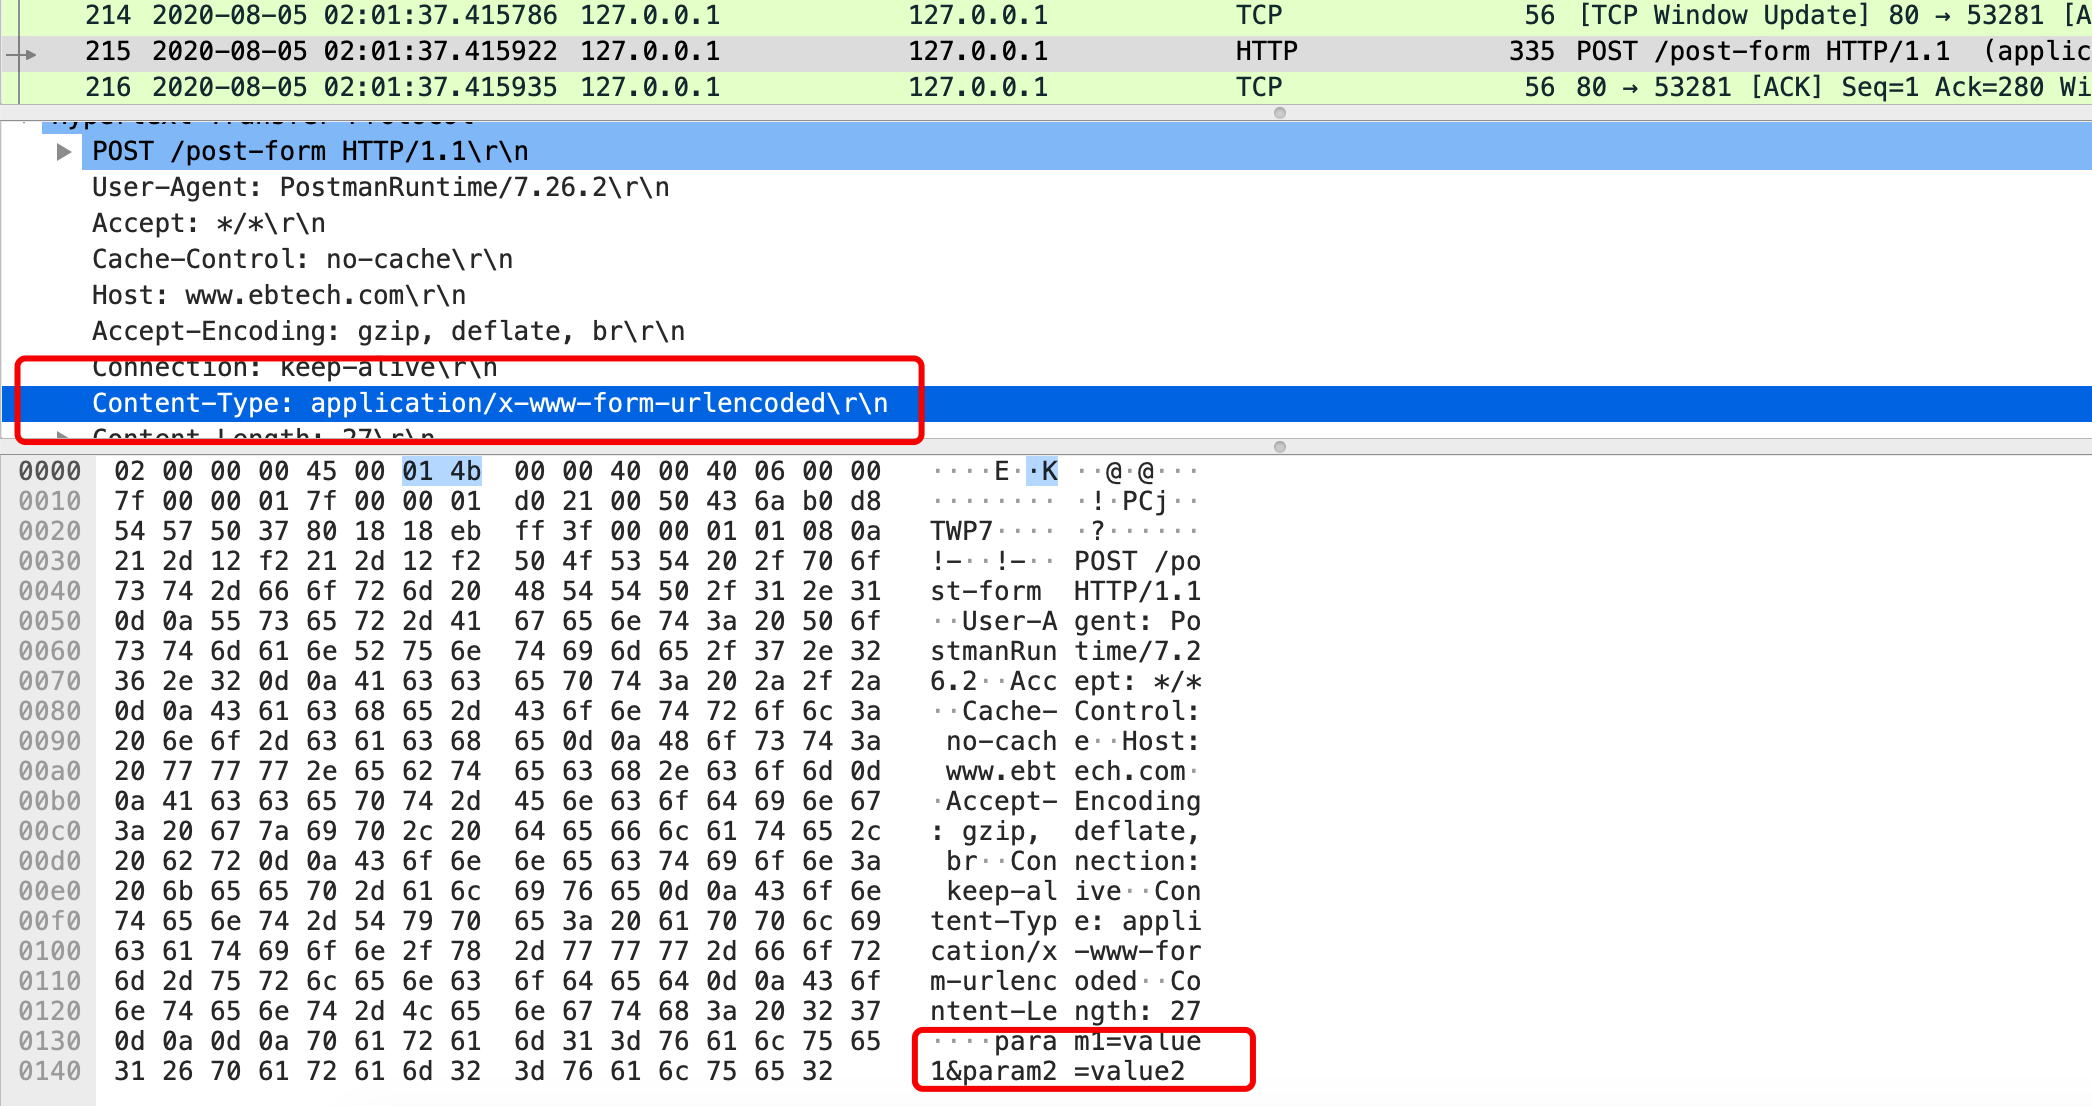 214 2020-08-05 02:01:37.415786 127.0.0.1 127.0.0.1 TCP 56 [TCP Window Update] 80 → 53281 [A
215 2020-08-05 02:01:37.415922 127.0.0.1 127.0.0.1 HTTP 335 POST /post-form HTTP/1.1 (applic
216 2020-08-05 02:01:37.415935 127.0.0.1 127.0.0.1 TCP 56 80 → 53281 [ACK] Seq=1 Ack=280 Wi
Hypertext Transfer Protocol
POST /post-form HTTP/1.1\r\n
User-Agent: PostmanRuntime/7.26.2\r\n
Accept: */*\r\n
Cache-Control: no-cache\r\n
Host: www.ebtech.com\r\n
Accept-Encoding: gzip, deflate, br\r\n
Connection: keep-alive\r\n
Content-Type: application/x-www-form-urlencoded\r\n
Content-Length: 27\r\n
0000 02 00 00 00 45 00 01 4b 00 00 40 00 40 06 00 00 ····E··K ··@·@···
0010 7f 00 00 01 7f 00 00 01 d0 21 00 50 43 6a b0 d8 ········ ·!·PCj··
0020 54 57 50 37 80 18 18 eb ff 3f 00 00 01 01 08 0a TWP7···· ·?······
0030 21 2d 12 f2 21 2d 12 f2 50 4f 53 54 20 2f 70 6f !-··!-·· POST /po
0040 73 74 2d 66 6f 72 6d 20 48 54 54 50 2f 31 2e 31 st-form HTTP/1.1
0050 0d 0a 55 73 65 72 2d 41 67 65 6e 74 3a 20 50 6f ··User-A gent: Po
0060 73 74 6d 61 6e 52 75 6e 74 69 6d 65 2f 37 2e 32 stmanRun time/7.2
0070 36 2e 32 0d 0a 41 63 63 65 70 74 3a 20 2a 2f 2a 6.2··Acc ept: */*
0080 0d 0a 43 61 63 68 65 2d 43 6f 6e 74 72 6f 6c 3a ··Cache- Control:
0090 20 6e 6f 2d 63 61 63 68 65 0d 0a 48 6f 73 74 3a no-cach e··Host:
00a0 20 77 77 77 2e 65 62 74 65 63 68 2e 63 6f 6d 0d www.ebt ech.com·
00b0 0a 41 63 63 65 70 74 2d 45 6e 63 6f 64 69 6e 67 ·Accept- Encoding
00c0 3a 20 67 7a 69 70 2c 20 64 65 66 6c 61 74 65 2c : gzip, deflate,
00d0 20 62 72 0d 0a 43 6f 6e 6e 65 63 74 69 6f 6e 3a br··Con nection:
00e0 20 6b 65 65 70 2d 61 6c 69 76 65 0d 0a 43 6f 6e keep-al ive··Con
00f0 74 65 6e 74 2d 54 79 70 65 3a 20 61 70 70 6c 69 tent-Typ e: appli
0100 63 61 74 69 6f 6e 2f 78 2d 77 77 77 2d 66 6f 72 cation/x -www-for
0110 6d 2d 75 72 6c 65 6e 63 6f 64 65 64 0d 0a 43 6f m-urlenc oded··Co
0120 6e 74 65 6e 74 2d 4c 65 6e 67 74 68 3a 20 32 37 ntent-Le ngth: 27
0130 0d 0a 0d 0a 70 61 72 61 6d 31 3d 76 61 6c 75 65 ····para m1=value
0140 31 26 70 61 72 61 6d 32 3d 76 61 6c 75 65 32 1&param2 =value2